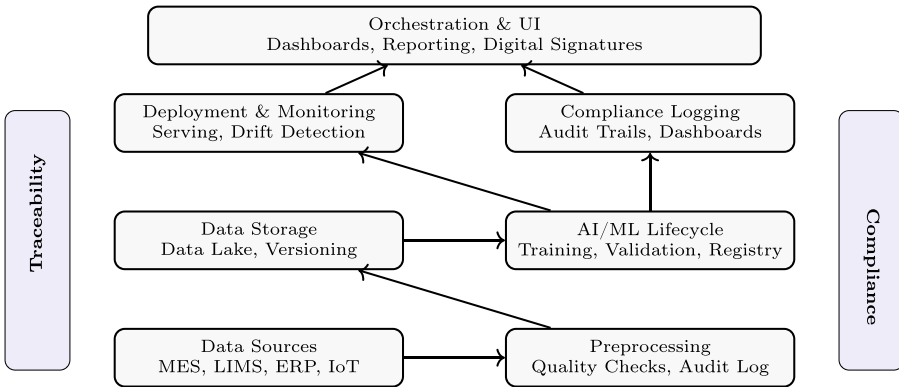 Orchestration & UI
Dashboards, Reporting, Digital Signatures
Deployment & Monitoring
Serving, Drift Detection
Compliance Logging
Audit Trails, Dashboards
Traceability
Data Storage
Data Lake, Versioning
AI/ML Lifecycle
Training, Validation, Registry
Compliance
Data Sources
MES, LIMS, ERP, IoT
Preprocessing
Quality Checks, Audit Log